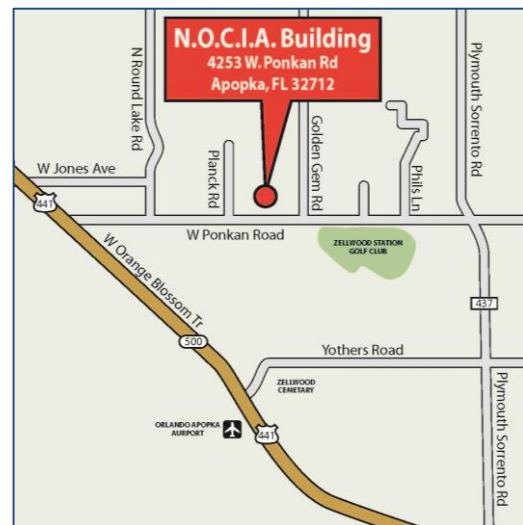 N.O.C.I.A. Building
4253 W. Ponkan Rd
Apopka, FL 32712
N Round Lake Rd
Plymouth Sorrento Rd
Golden Gem Rd
Planck Rd
Phils Ln
W Jones Ave
441
W Ponkan Road
ZELLWOOD STATION
GOLF CLUB
W Orange Blossom Tr
437
500
Yothers Road
ZELLWOOD
CEMETARY
Plymouth Sorrento Rd
ORLANDO APOPKA
AURPORT
441